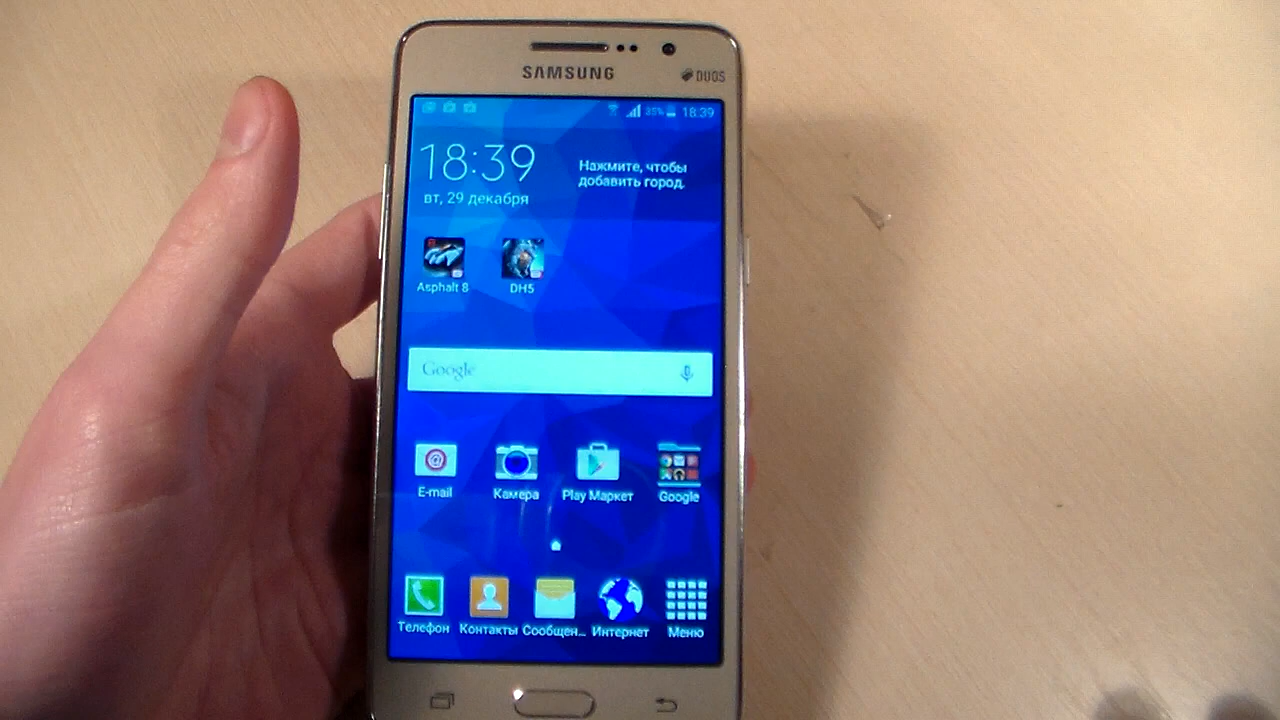 SAMSUNG
DUOS
35% 18:39
18:39
вт, 29 декабря
Нажмите, чтобы
добавить город.
Asphalt 8 DH5
Google
E-mail Камера Play Маркет Google
Телефон Контакты Сообщен... Интернет Меню